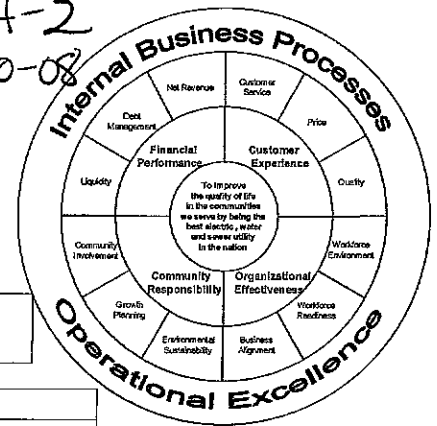 Internal Business Processes
Net Revenue
Customer
Service
Debt
Management
Price
Financial
Performance
Customer
Experience
Liquidity
Quality
To improve
the quality of life
in the communities
we serve by being the
best electric, water
and sewer utility
in the nation
Community
Involvement
Workforce
Environment
Community
Responsibility
Organizational
Effectiveness
Growth
Planning
Workforce
Readiness
Environmental
Sustainability
Business
Alignment
Operational Excellence